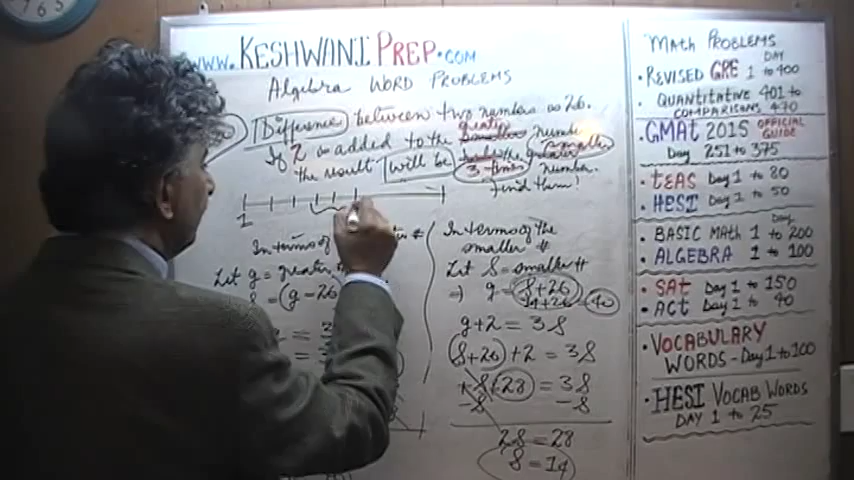 www.KESHWANIPREP.COM
Algebra WORD PROBLEMS
Difference between two numbers is 26.
If 2 is added to the greater
the result will be 3 times the smaller number.
Find them!
1
In terms of
Let g = greater
(g-26
In terms of the
smaller #
Let S = smaller #
=) g = S+26
14+26 = 40
g+2 = 3S
(S+26)+2 = 3S
+S+28 = 3S
-S -S
2S = 28
S = 14
MATH PROBLEMS
DAY
• REVISED GRE 1 to 400
• QUANTITATIVE 401 to
COMPARISONS 470
• GMAT 2015 OFFICIAL GUIDE
Day 251 to 375
• TEAS Day 1 to 80
• HESI Day 1 to 50
Day
• BASIC MATH 1 to 200
• ALGEBRA 1 to 100
• SAT Day 1 to 150
• ACT Day 1 to 40
• VOCABULARY
WORDS - Day 1 to 100
• HESI VOCAB WORDS
DAY 1 to 25